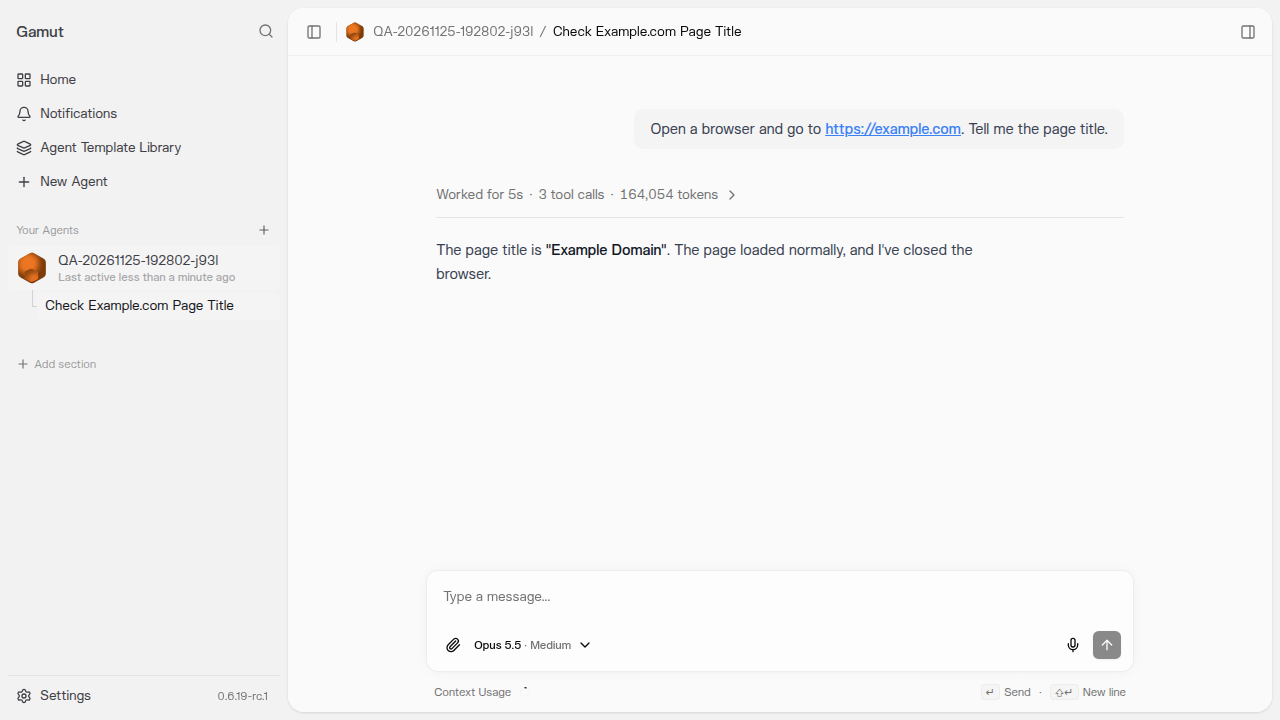 Gamut
Home
Notifications
Agent Template Library
New Agent
Your Agents
QA-20261125-192802-j93l
Last active less than a minute ago
Check Example.com Page Title
Add section
Settings
0.6.19-rc.1
QA-20261125-192802-j93l / Check Example.com Page Title
Open a browser and go to https://example.com. Tell me the page title.
Worked for 5s · 3 tool calls · 164,054 tokens
The page title is "Example Domain". The page loaded normally, and I've closed the
browser.
Type a message...
Opus 5.5 · Medium
Context Usage
Send · New line